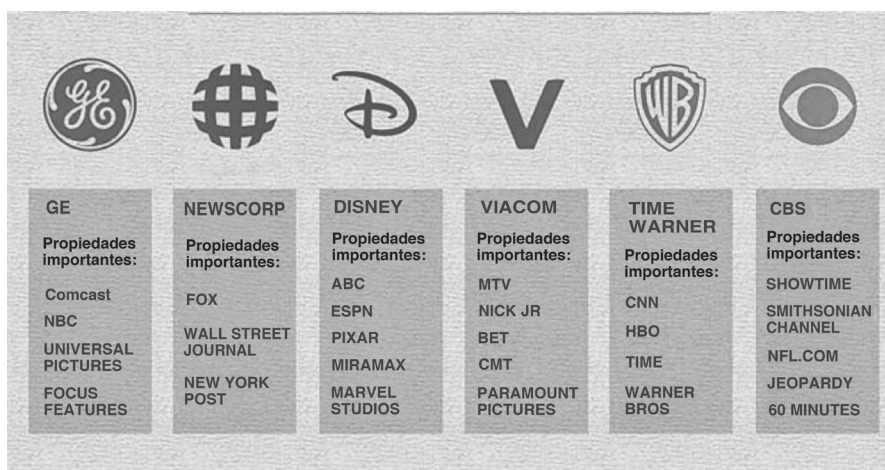 GE
D
V
WB
GE
Propiedades
importantes:
Comcast
NBC
UNIVERSAL
PICTURES
FOCUS
FEATURES
NEWSCORP
Propiedades
importantes:
FOX
WALL STREET
JOURNAL
NEW YORK
POST
DISNEY
Propiedades
importantes:
ABC
ESPN
PIXAR
MIRAMAX
MARVEL
STUDIOS
VIACOM
Propiedades
importantes:
MTV
NICK JR
BET
CMT
PARAMOUNT
PICTURES
TIME
WARNER
Propiedades
importantes:
CNN
HBO
TIME
WARNER
BROS
CBS
Propiedades
importantes:
SHOWTIME
SMITHSONIAN
CHANNEL
NFL.COM
JEOPARDY
60 MINUTES